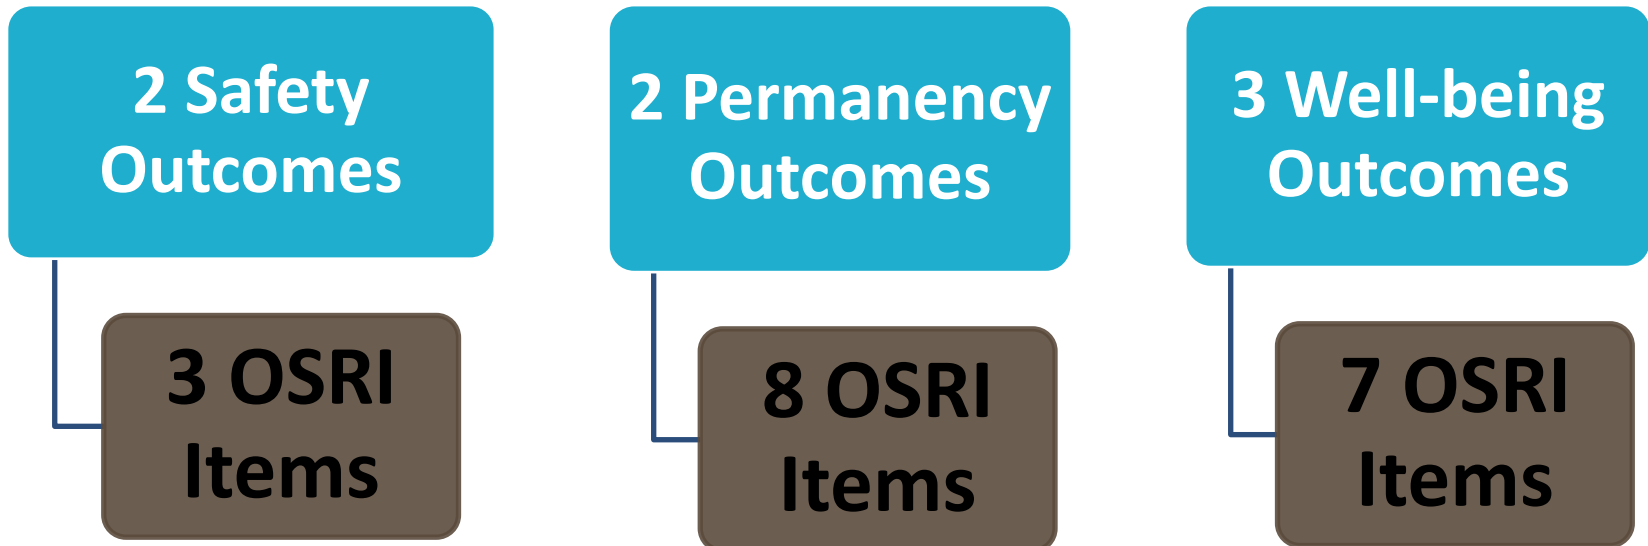 2 Safety
Outcomes
3 OSRI
Items
2 Permanency
Outcomes
8 OSRI
Items
3 Well-being
Outcomes
7 OSRI
Items